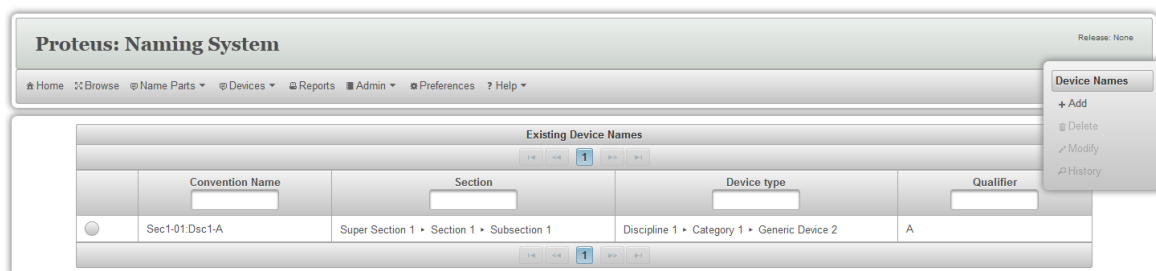 Proteus: Naming System
Release: None
Home Browse Name Parts Devices Reports Admin Preferences ? Help
Device Names
+ Add
Delete
Modify
History
Existing Device Names
1
Convention Name Section Device type Qualifier
Sec1-01:Dsc1-A Super Section 1 ▸ Section 1 ▸ Subsection 1 Discipline 1 ▸ Category 1 ▸ Generic Device 2 A
1